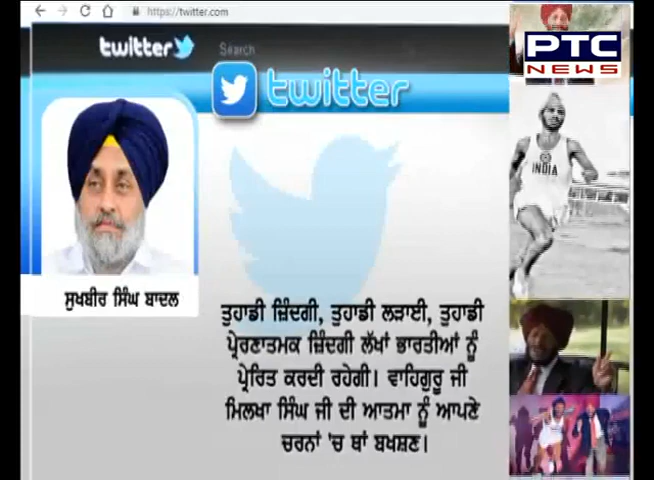 https://twitter.com
twitter
Search
twitter
PTC
NEWS
INDIA
ਸੁਖਬੀਰ ਸਿੰਘ ਬਾਦਲ
ਤੁਹਾਡੀ ਜ਼ਿੰਦਗੀ, ਤੁਹਾਡੀ ਲੜਾਈ, ਤੁਹਾਡੀ
ਪ੍ਰੇਰਣਾਤਮਕ ਜ਼ਿੰਦਗੀ ਲੱਖਾਂ ਭਾਰਤੀਆਂ ਨੂੰ
ਪ੍ਰੇਰਿਤ ਕਰਦੀ ਰਹੇਗੀ। ਵਾਹਿਗੁਰੂ ਜੀ
ਮਿਲਖਾ ਸਿੰਘ ਜੀ ਦੀ ਆਤਮਾ ਨੂੰ ਆਪਣੇ
ਚਰਨਾਂ 'ਚ ਥਾਂ ਬਖਸ਼ਣ।